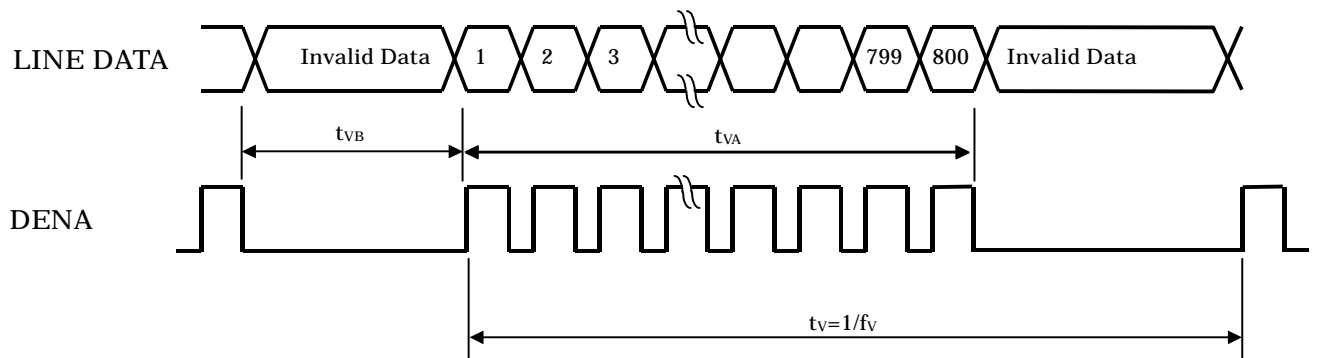 LINE DATA Invalid Data 1 2 3 799 800 Invalid Data
tVB tVA
DENA
tV=1/fV